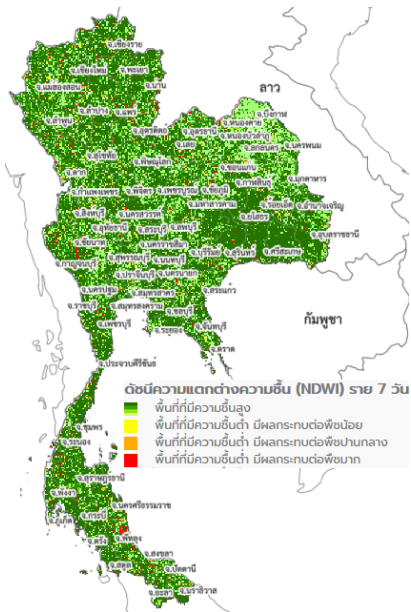 จ.เชียงราย
จ.เชียงใหม่ จ.พะเยา
จ.แม่ฮ่องสอน จ.น่าน
ลาว
จ.ลำปาง จ.แพร่
จ.ลำพูน
จ.บึงกาฬ
จ.หนองคาย
จ.อุตรดิตถ์ จ.อุดรธานี จ.หนองบัวลำภู
จ.เลย จ.สกลนคร จ.นครพนม
จ.สุโขทัย จ.พิษณุโลก จ.ขอนแก่น
จ.ตาก จ.กาฬสินธุ์ จ.มุกดาหาร
จ.กำแพงเพชร จ.พิจิตร จ.เพชรบูรณ์ จ.ชัยภูมิ
จ.มหาสารคาม จ.ร้อยเอ็ด จ.อำนาจเจริญ
จ.สิงห์บุรี จ.นครสวรรค์ จ.ยโสธร
จ.อุทัยธานี จ.สระบุรี จ.ลพบุรี จ.อุบลราชธานี
จ.ชัยนาท จ.นครราชสีมา
จ.สุพรรณบุรี จ.นนทบุรี จ.บุรีรัมย์ จ.สุรินทร์ จ.ศรีสะเกษ
จ.กาญจนบุรี จ.ปราจีนบุรี จ.นครนายก
จ.นครปฐม จ.สมุทรสาคร จ.สระแก้ว
จ.ราชบุรี จ.สมุทรสงคราม จ.ชลบุรี
จ.เพชรบุรี จ.ระยอง จ.จันทบุรี
กัมพูชา
จ.ตราด
จ.ประจวบคีรีขันธ์
ดัชนีความแตกต่างความชื้น (NDWI) ราย 7 วัน
พื้นที่ที่มีความชื้นสูง
พื้นที่ที่มีความชื้นต่ำ มีผลกระทบต่อพืชน้อย
พื้นที่ที่มีความชื้นต่ำ มีผลกระทบต่อพืชปานกลาง
พื้นที่ที่มีความชื้นต่ำ มีผลกระทบต่อพืชมาก
จ.ชุมพร
จ.ระนอง
จ.สุราษฎร์ธานี
จ.พังงา
จ.นครศรีธรรมราช
จ.กระบี่
จ.ภูเก็ต
จ.ตรัง จ.พัทลุง
จ.สงขลา
จ.สตูล จ.ปัตตานี
จ.ยะลา จ.นราธิวาส